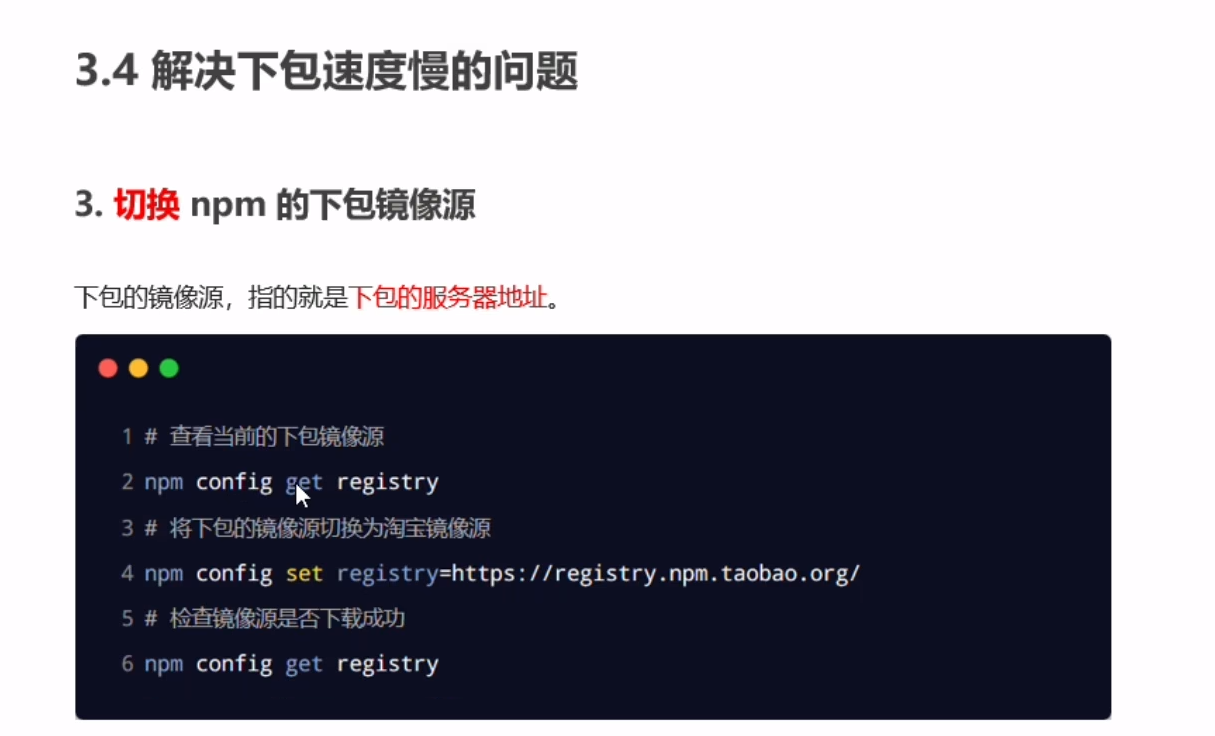 3.4 解决下包速度慢的问题
3. 切换 npm 的下包镜像源
下包的镜像源，指的就是下包的服务器地址。
1 # 查看当前的下包镜像源
2 npm config get registry
3 # 将下包的镜像源切换为淘宝镜像源
4 npm config set registry=https://registry.npm.taobao.org/
5 # 检查镜像源是否下载成功
6 npm config get registry